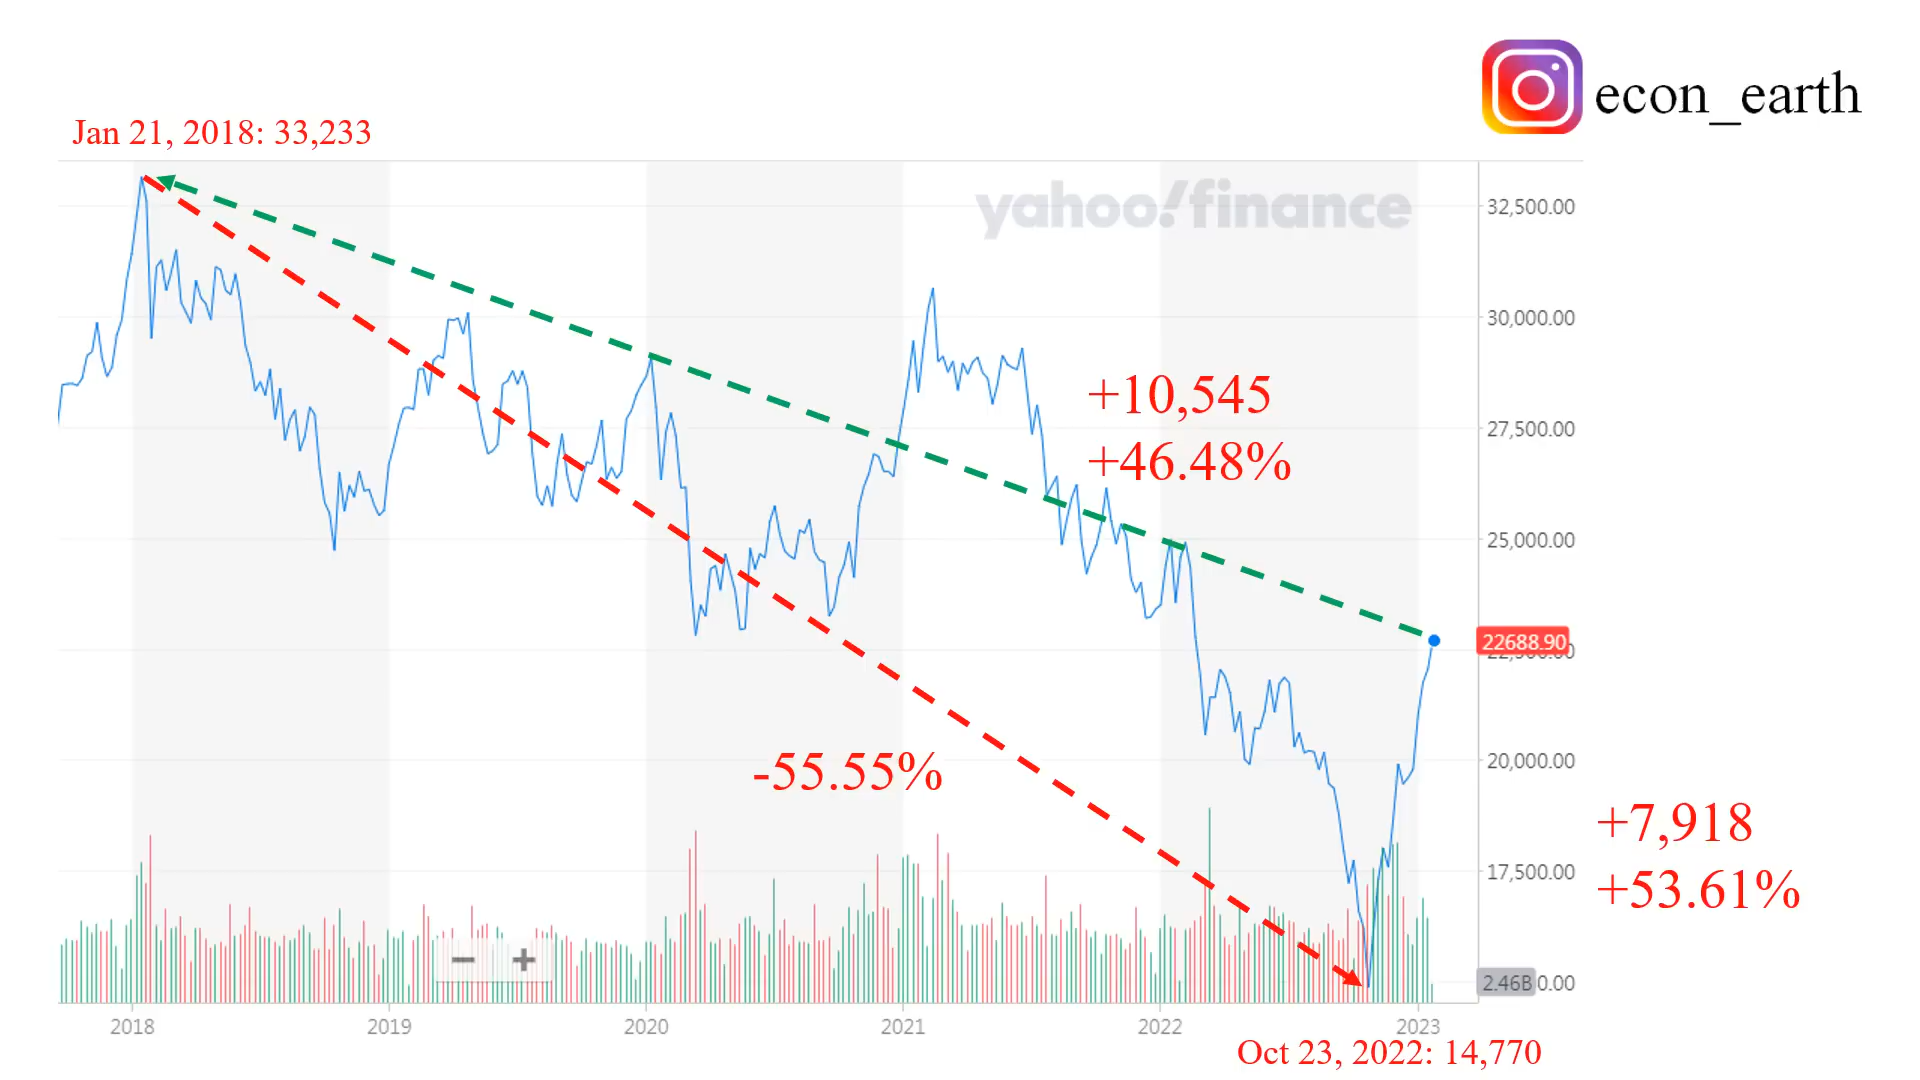 econ_earth
Jan 21, 2018: 33,233
yahoo!finance
32,500.00
30,000.00
+10,545
27,500.00
+46.48%
25,000.00
22688.90
20,000.00
-55.55%
+7,918
17,500.00
+53.61%
2.46B
2018 2019 2020 2021 2022 2023
Oct 23, 2022: 14,770